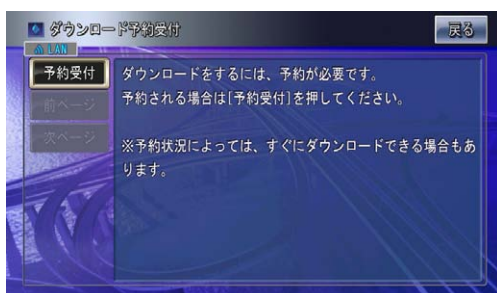 ダウンロード予約受付
戻る
LAN
予約受付
前ページ
次ページ
ダウンロードをするには、予約が必要です。
予約される場合は[予約受付]を押してください。
※予約状況によっては、すぐにダウンロードできる場合もあ
ります。